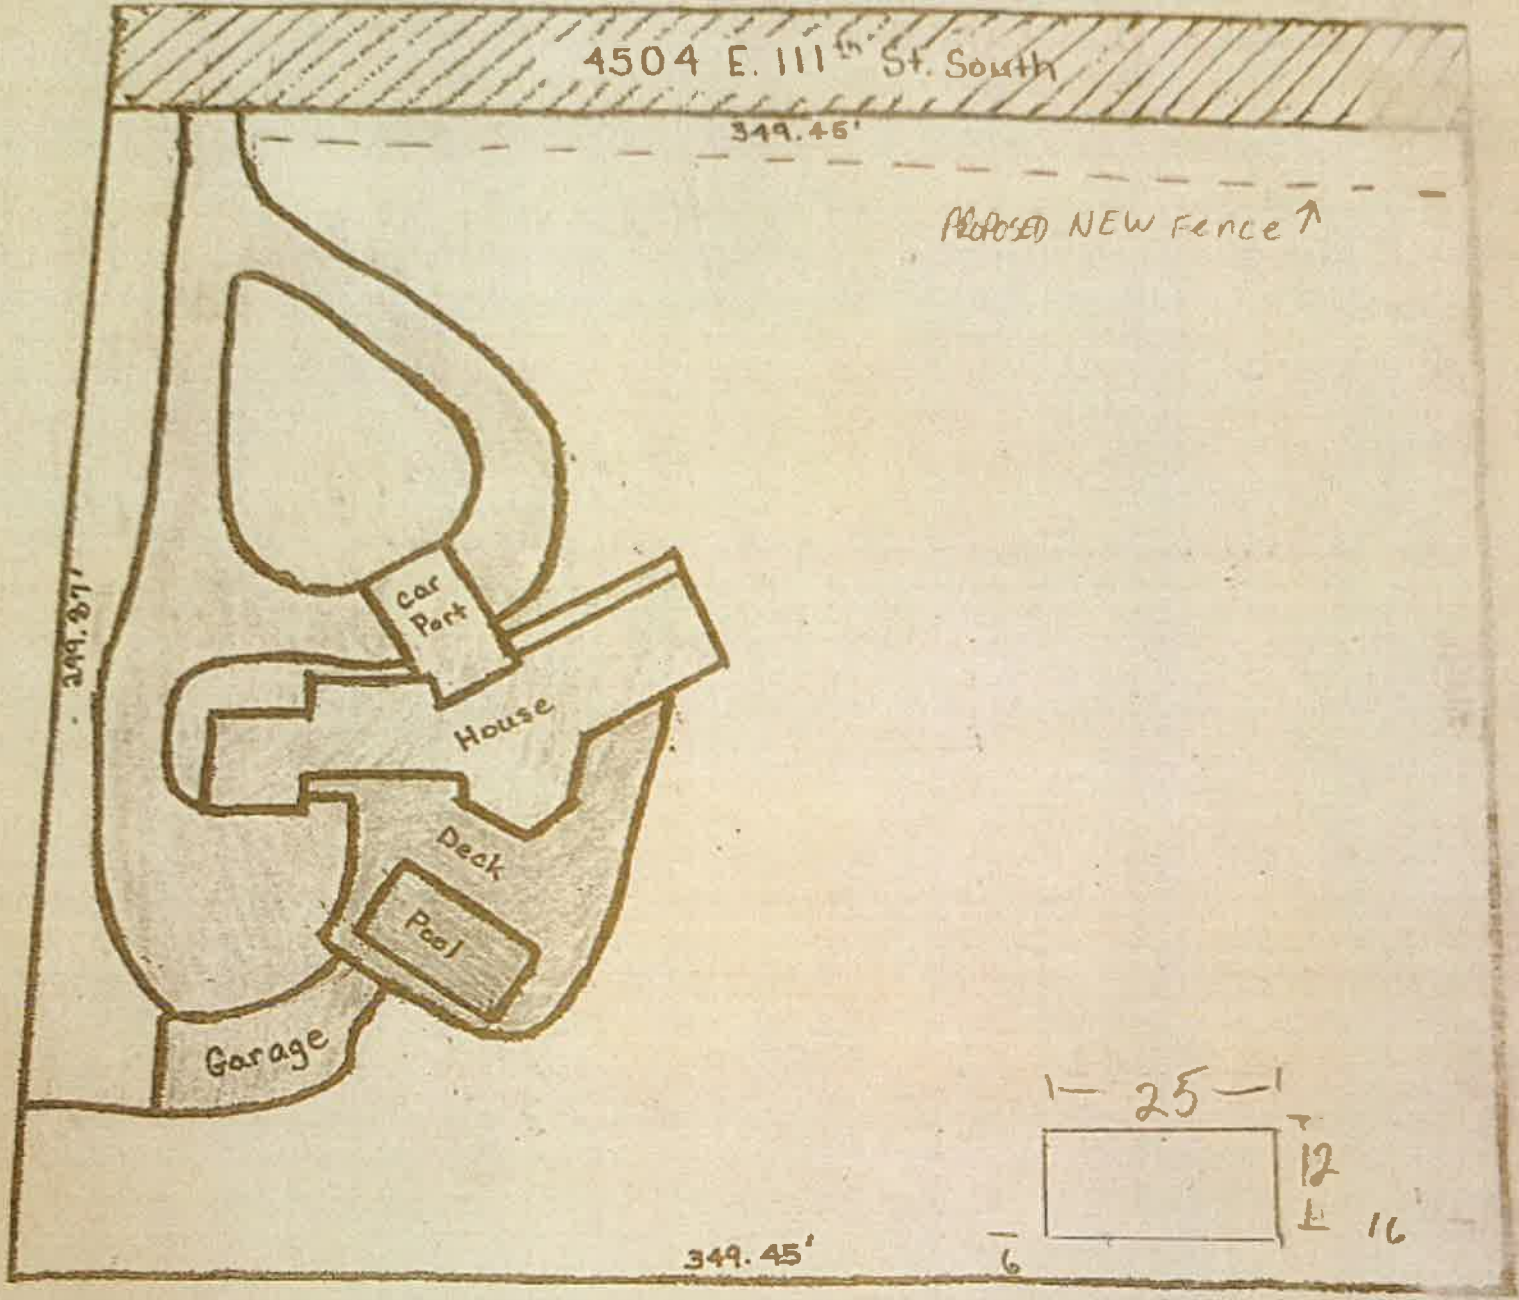 4504 E. 111th St. South
349.45'
PROPOSED NEW Fence ↑
Car
Port
299.87'
House
Deck
Pool
Garage
25
12
16
6
349.45'